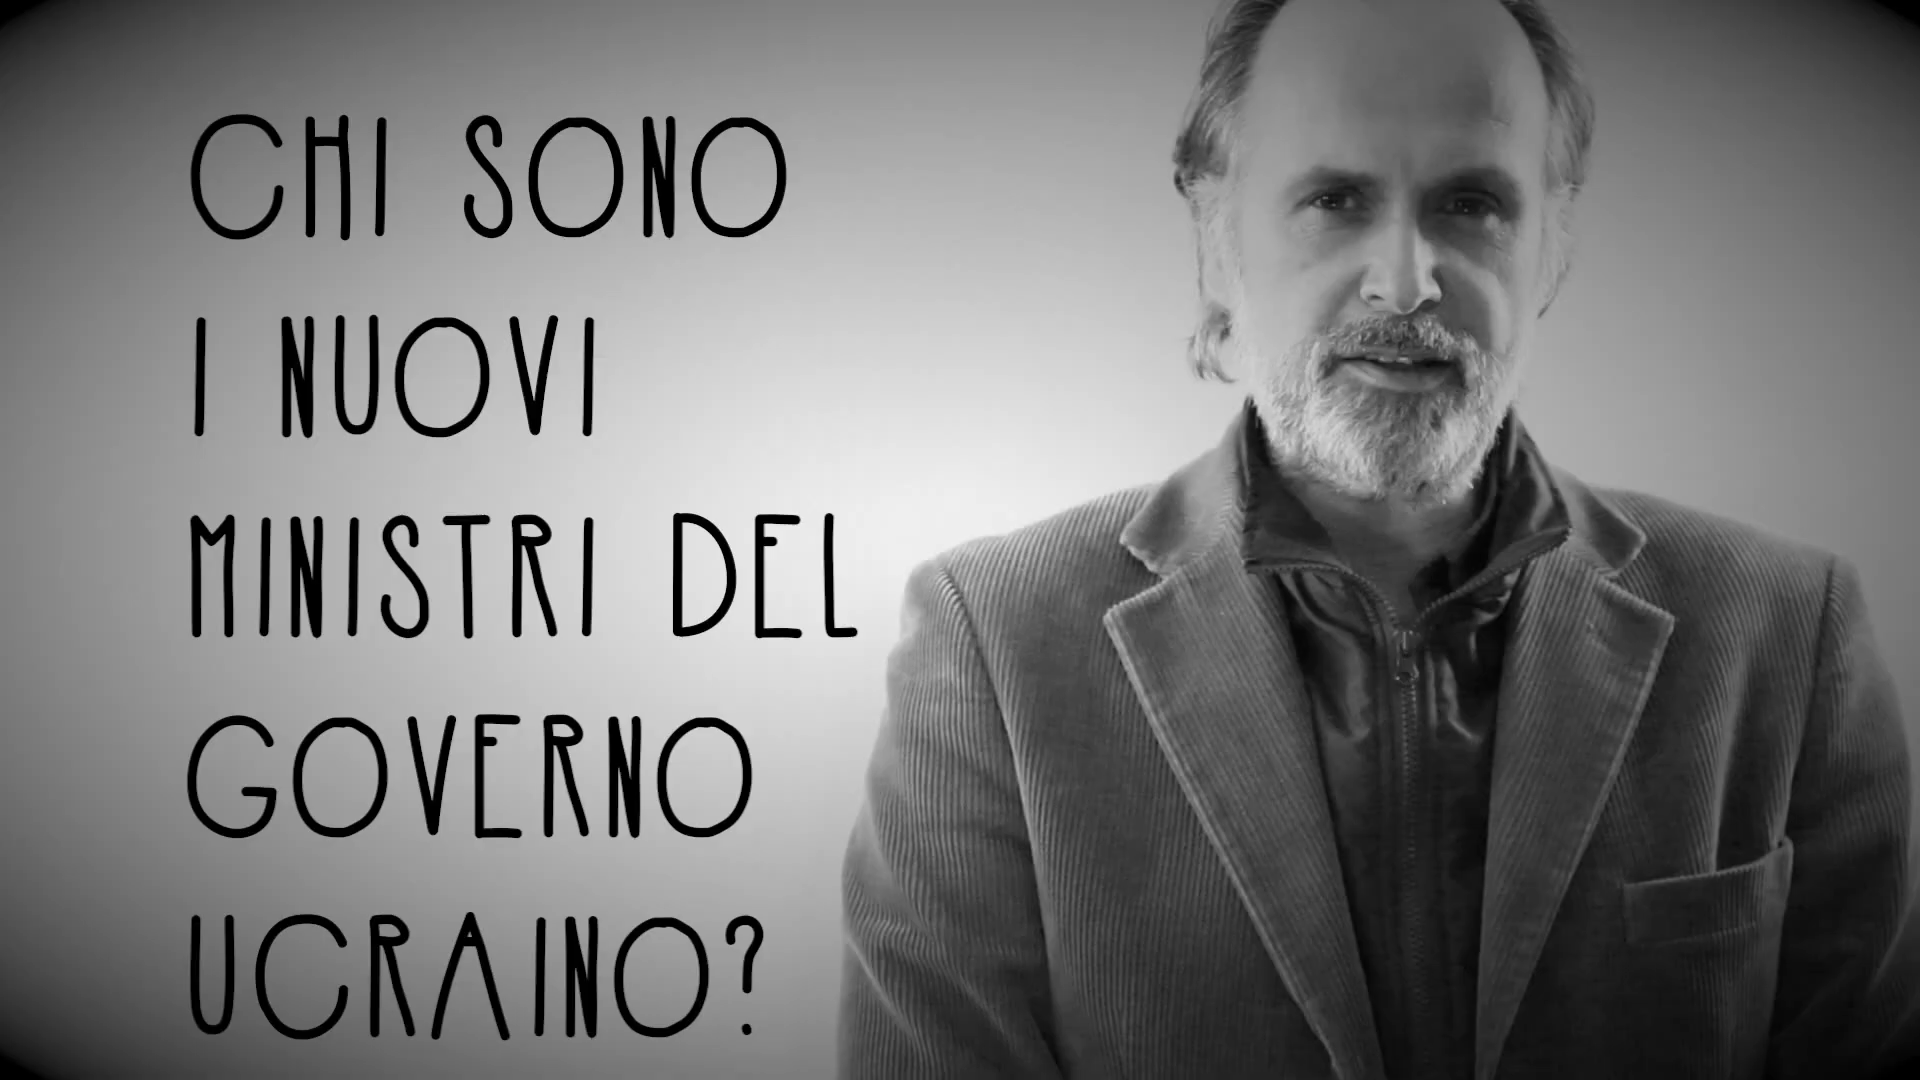 CHI SONO
I NUOVI
MINISTRI DEL
GOVERNO
UCRAINO?